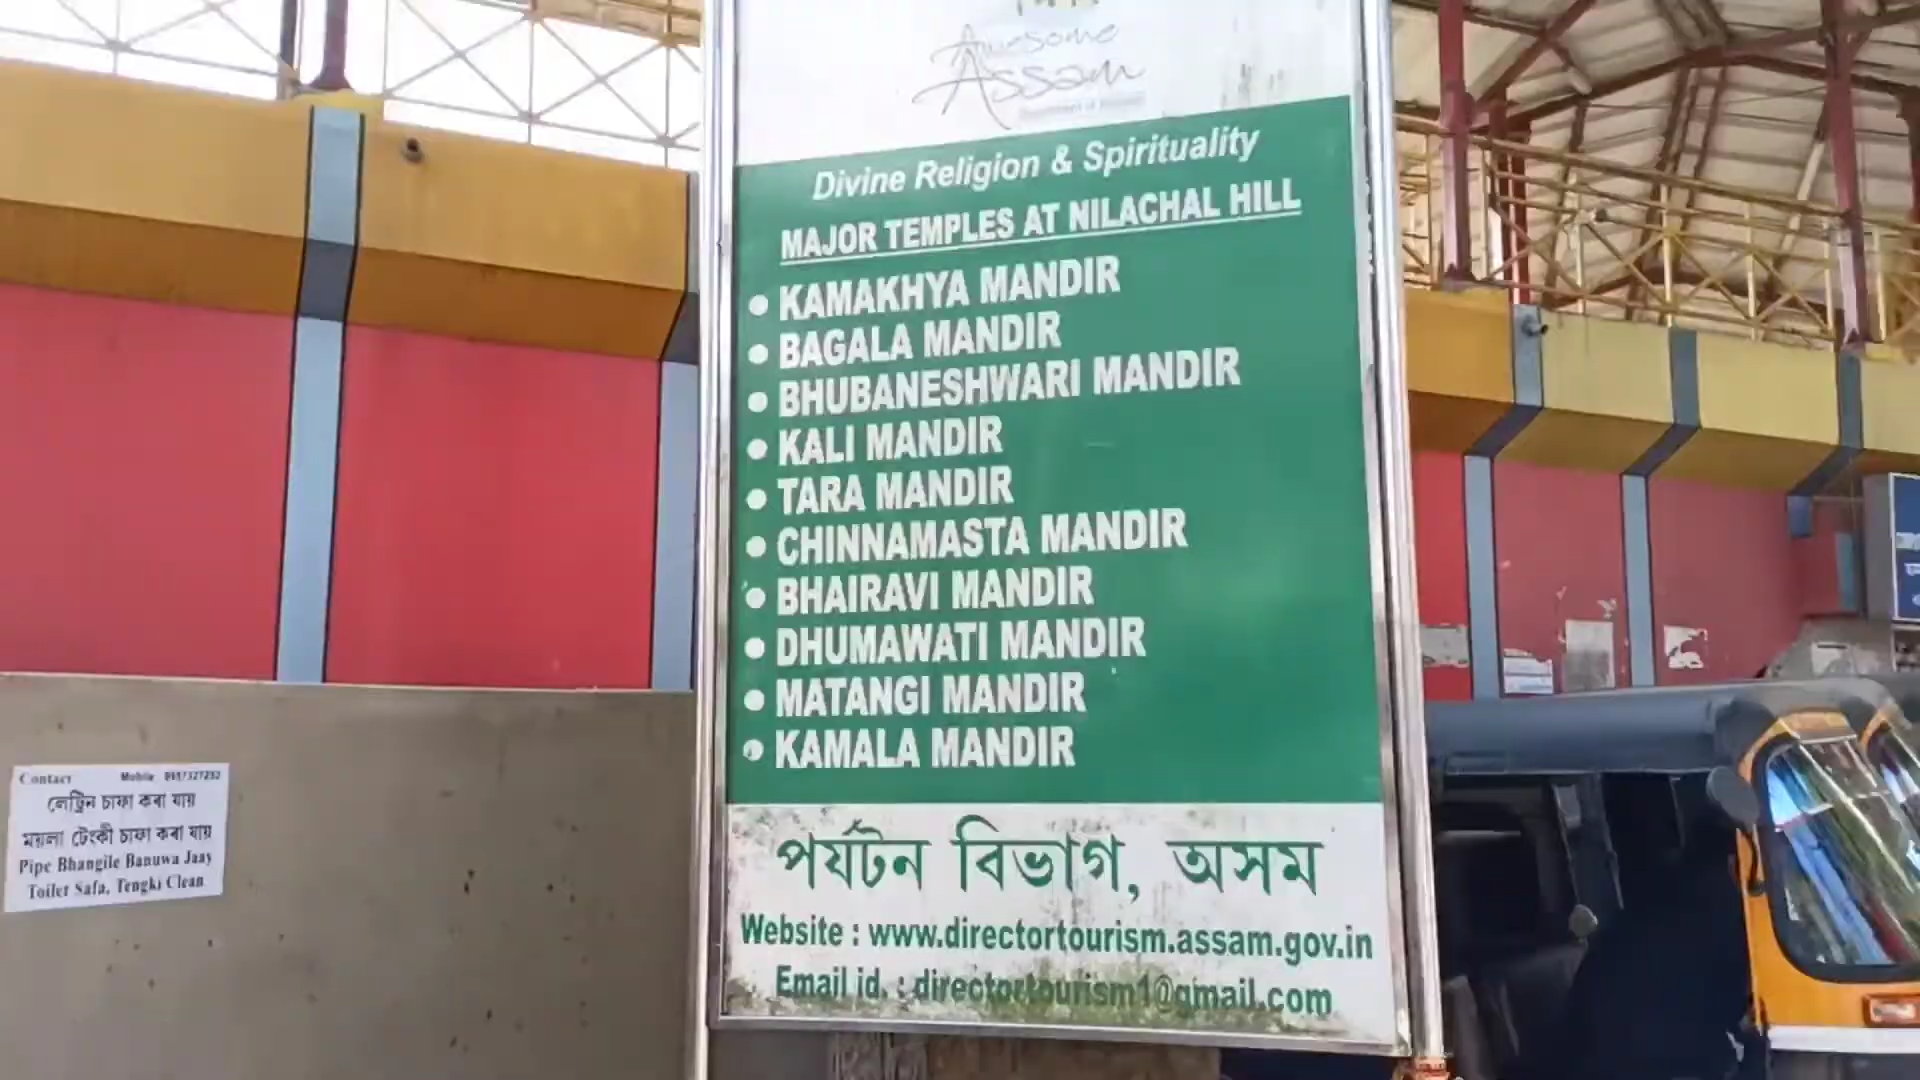 Awesome
Assam
Divine Religion & Spirituality
MAJOR TEMPLES AT NILACHAL HILL
• KAMAKHYA MANDIR
• BAGALA MANDIR
• BHUBANESHWARI MANDIR
• KALI MANDIR
• TARA MANDIR
• CHINNAMASTA MANDIR
• BHAIRAVI MANDIR
• DHUMAWATI MANDIR
• MATANGI MANDIR
• KAMALA MANDIR
পৰ্যটন বিভাগ, অসম
Website : www.directortourism.assam.gov.in
Email id. : directortourism1@gmail.com
Contact Mobile
লেট্ৰিন চাফা কৰা যায়
ময়লা টেংকী চাফা কৰা যায়
Pipe Bhangile Banuwa Jaay
Toilet Safa, Tengki Clean